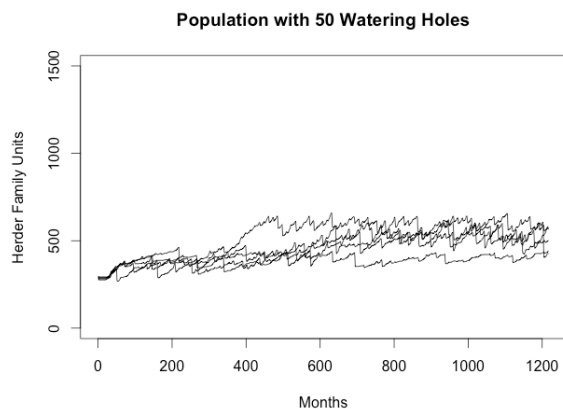 Population with 50 Watering Holes
1500
1000
500
0
Herder Family Units
0 200 400 600 800 1000 1200
Months